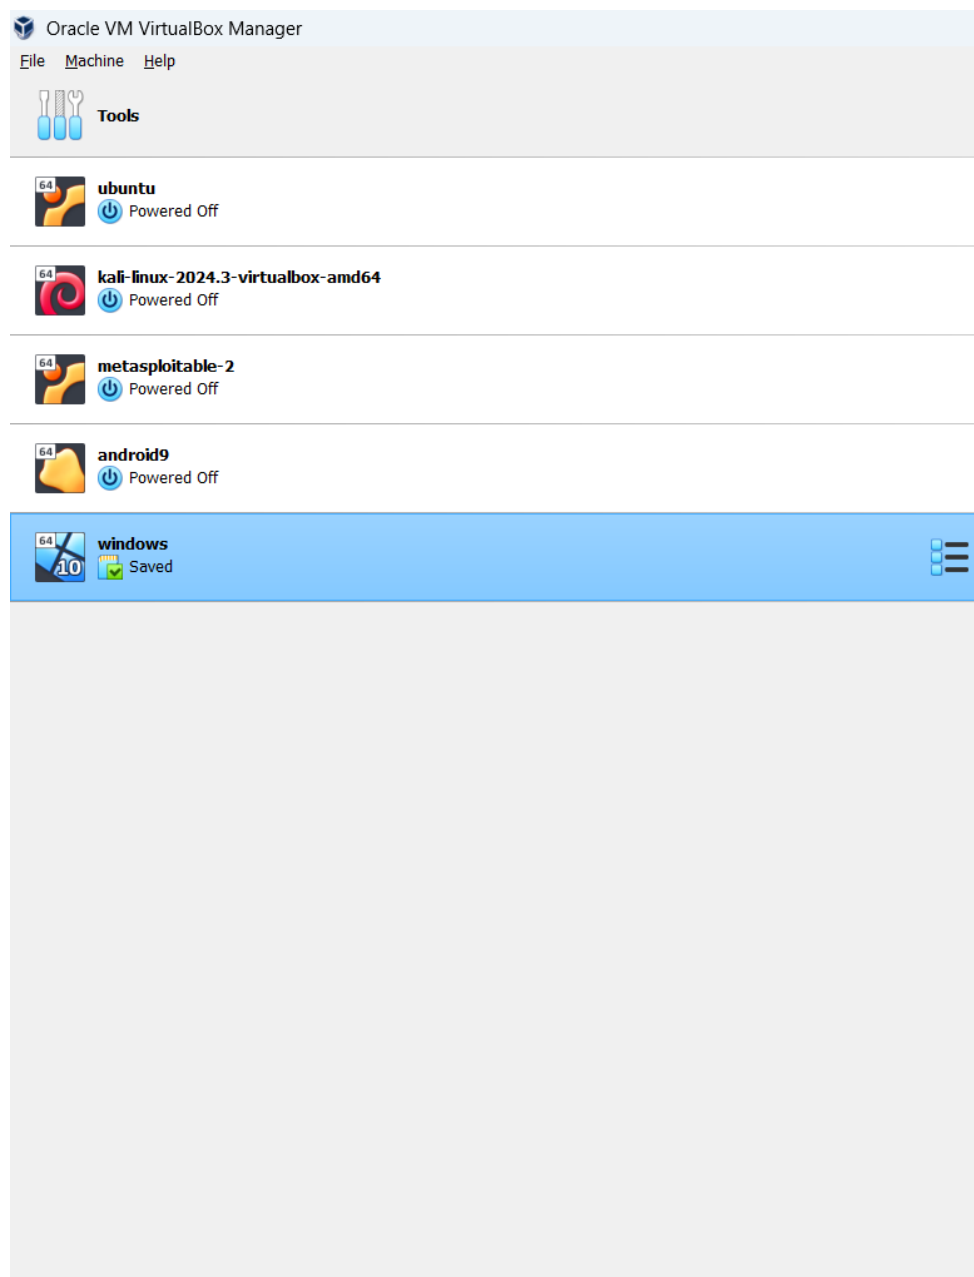 Oracle VM VirtualBox Manager
File Machine Help
Tools
64
ubuntu
Powered Off
64
kali-linux-2024.3-virtualbox-amd64
Powered Off
64
metasploitable-2
Powered Off
64
android9
Powered Off
64
10
windows
Saved